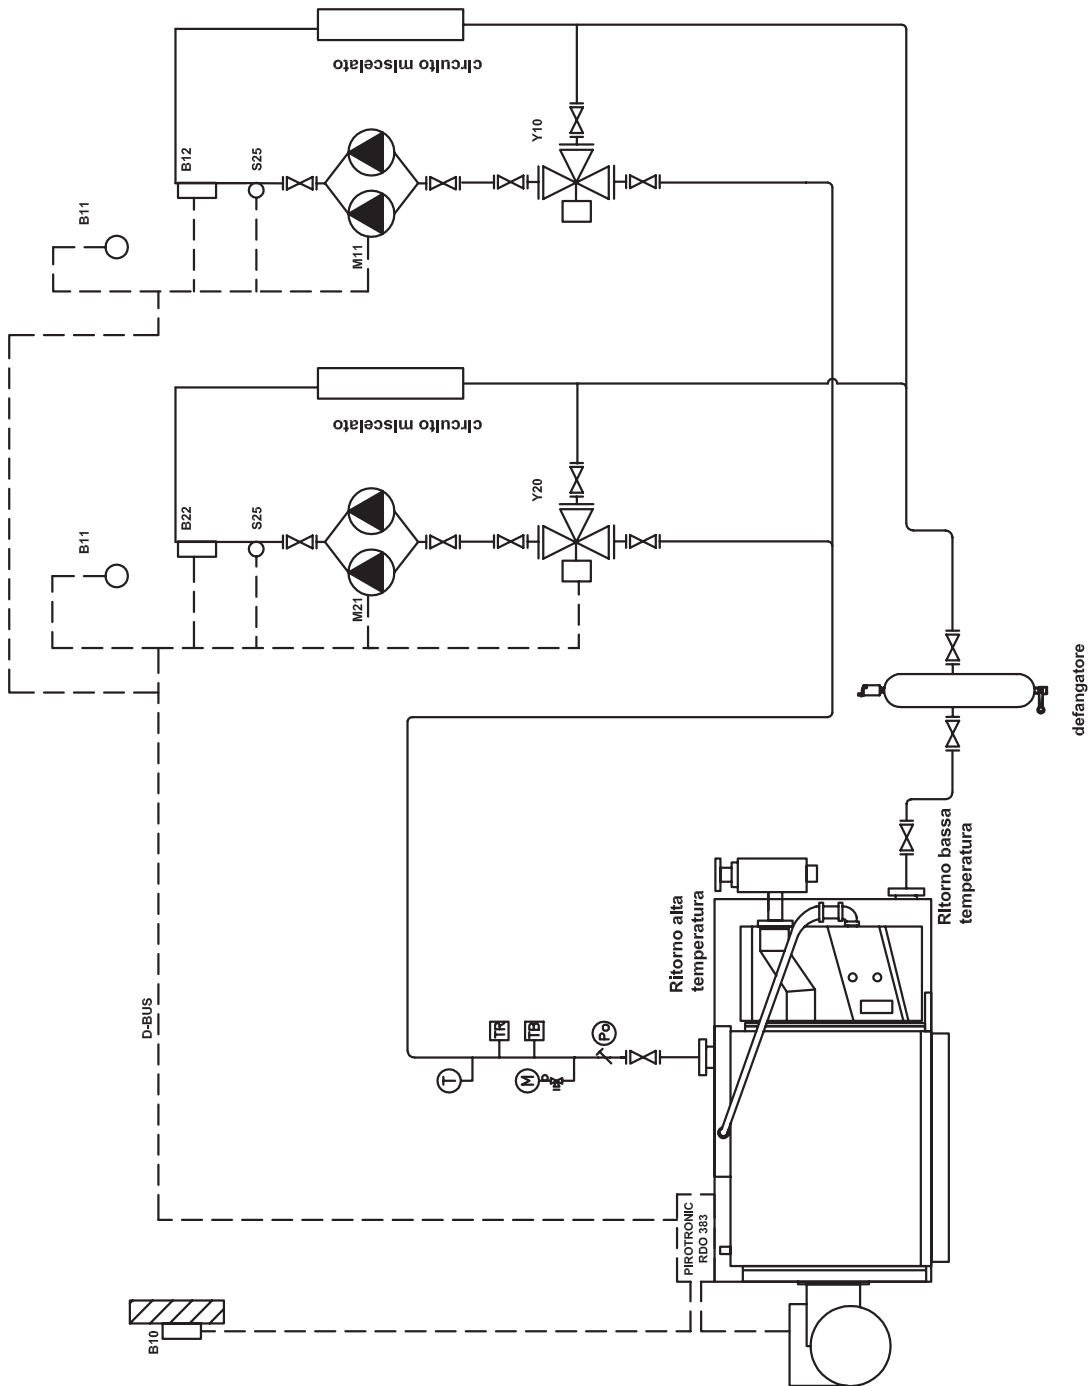 circuito miscelato
B12
S25
B11
M11
Y10
circuito miscelato
B22
S25
B11
M21
Y20
defangatore
Ritorno bassa
temperatura
Ritorno alta
temperatura
D-BUS
TR
TB
T
M
Po
PIROTRONIC
RDO 383
B10